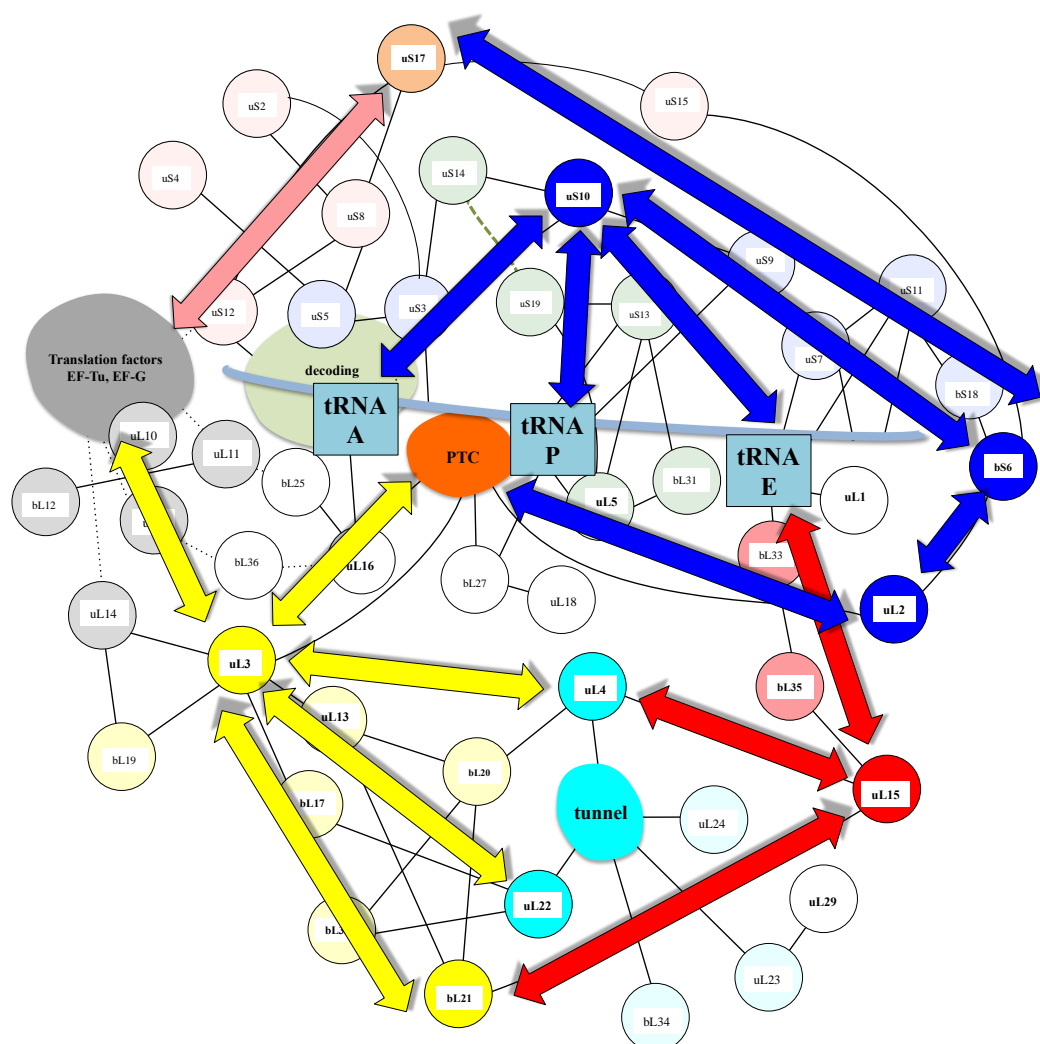 uS17
uS2
uS15
uS14
uS4
uS10
uS8
uS9
uS11
uS19
uS12
uS5
uS3
uS13
uS7
Translation factors
EF-Tu, EF-G
decoding
bS18
tRNA
A
tRNA
P
uL10
uL11
PTC
tRNA
E
bS6
bL25
bL31
uL1
bL12
uL5
bL33
bL36
uL16
bL27
uL18
uL14
uL2
uL3
uL4
bL35
uL13
bL19
bL20
uL15
bL17
tunnel
uL24
uL22
uL29
uL23
bL21
bL34